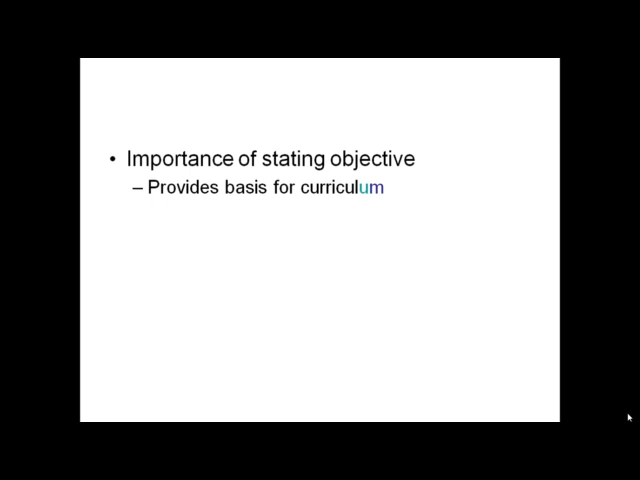 • Importance of stating objective
– Provides basis for curriculum